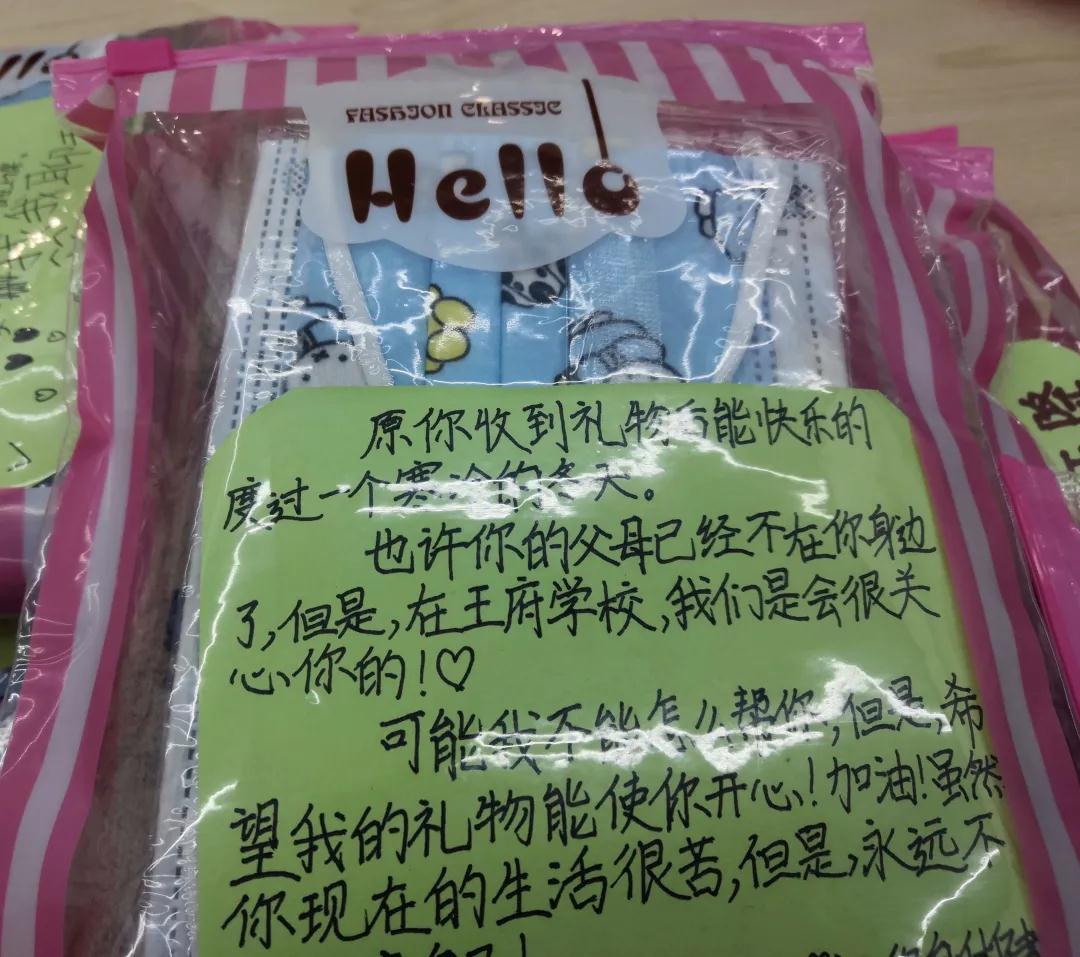 FASHION CLASSIC
Hello
原你收到礼物后能快乐的
度过一个寒冷的冬天。
也许你的父母已经不在你身边
了,但是,在王府学校,我们是会很关
心你的!♡
可能我不能怎么帮你,但是,希
望我的礼物能使你开心!加油!虽然
你现在的生活很苦,但是,永远不